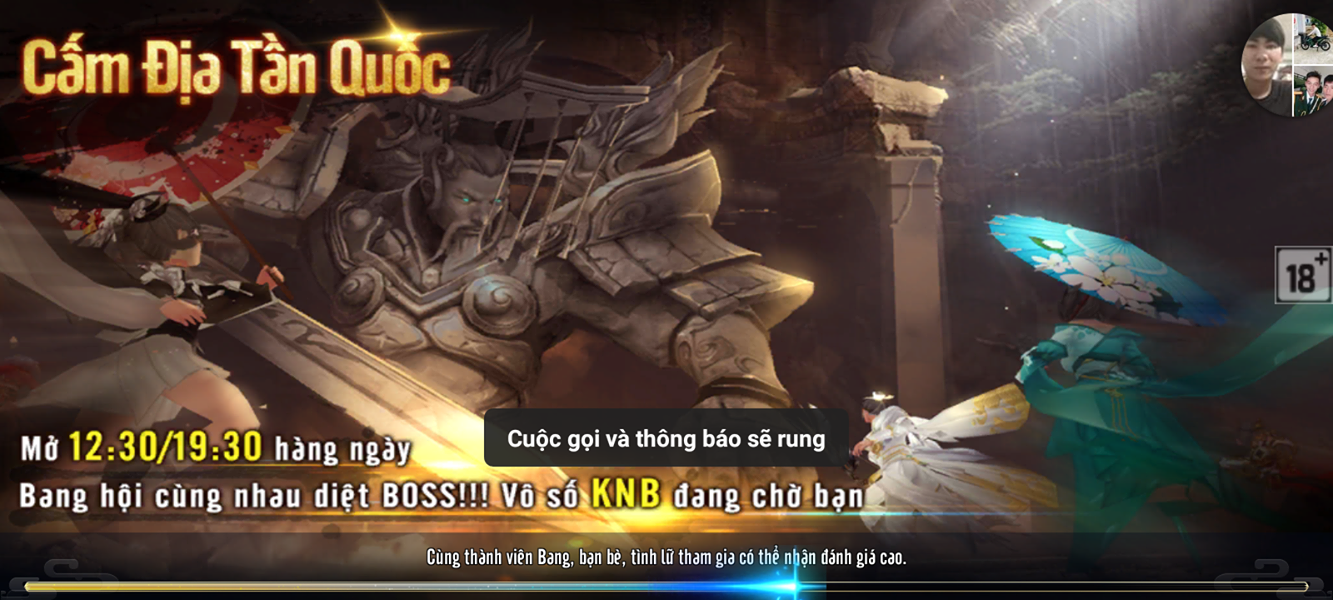 Cấm Địa Tần Quốc
18+
Mở 12:30/19:30 hàng ngày
Cuộc gọi và thông báo sẽ rung
Bang hội cùng nhau diệt BOSS!!! Vô số KNB đang chờ bạn
Cùng thành viên Bang, bạn bè, tình lữ tham gia có thể nhận đánh giá cao.